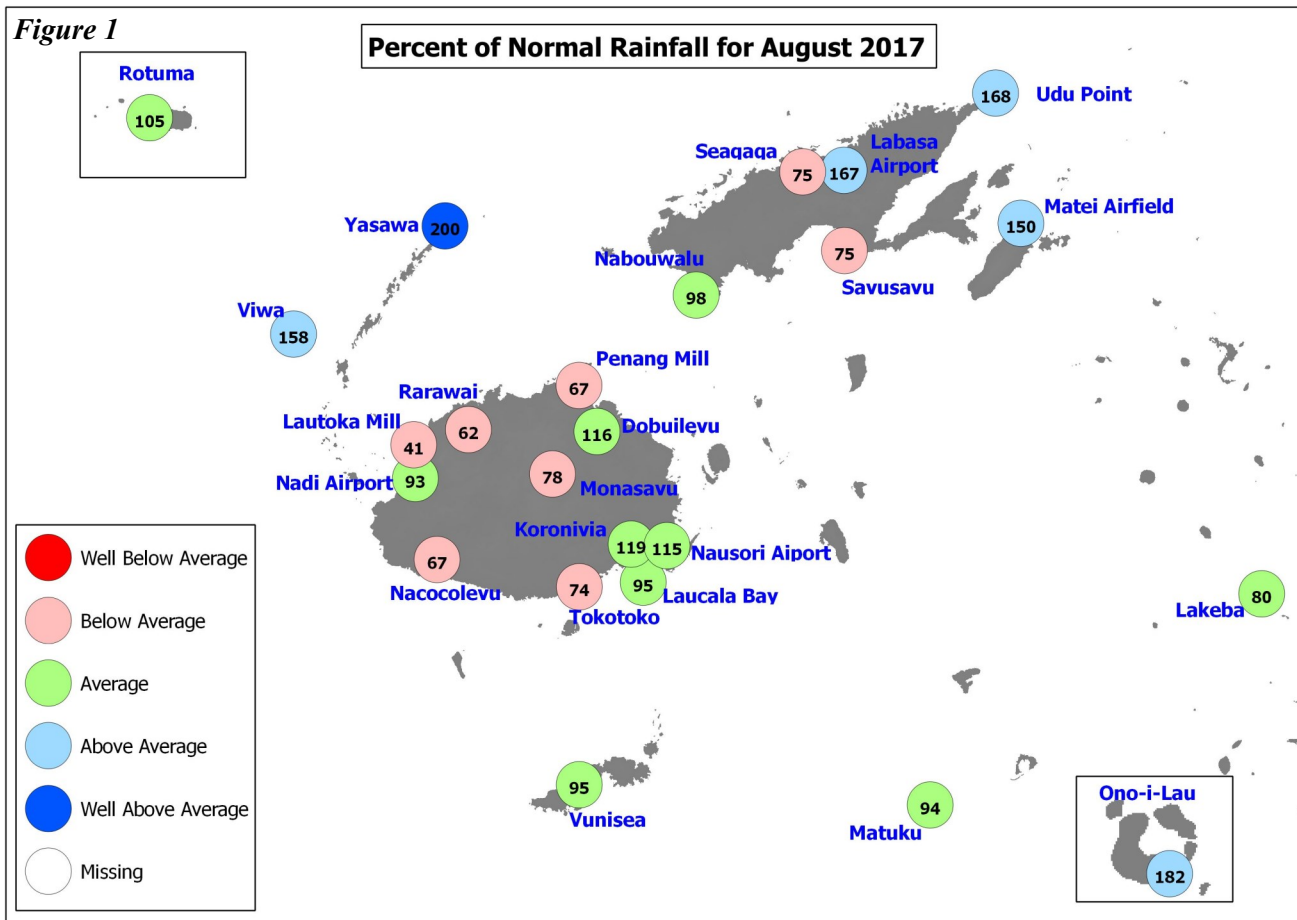 Figure 1
Percent of Normal Rainfall for August 2017
Rotuma
105
168
Udu Point
Seaqaqa
75
Labasa
Airport
167
Yasawa
200
Matei Airfield
150
Nabouwalu
98
75
Savusavu
Viwa
158
Penang Mill
67
Rarawai
62
Lautoka Mill
41
116
Dobuilevu
Nadi Airport
93
78
Monasavu
Koronivia
119
115
Nausori Aiport
67
Nacocolevu
74
Tokotoko
95
Laucala Bay
80
Lakeba
95
Vunisea
94
Matuku
Ono-i-Lau
182
Well Below Average
Below Average
Average
Above Average
Well Above Average
Missing